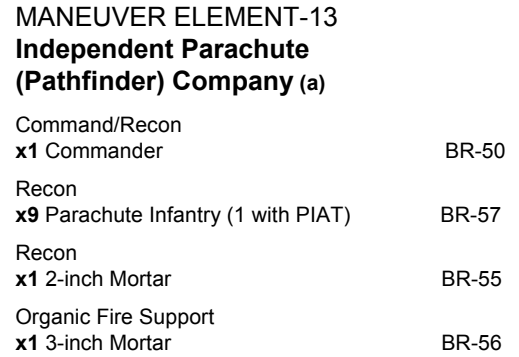 MANEUVER ELEMENT-13
Independent Parachute
(Pathfinder) Company (a)
Command/Recon
x1 Commander BR-50
Recon
x9 Parachute Infantry (1 with PIAT) BR-57
Recon
x1 2-inch Mortar BR-55
Organic Fire Support
x1 3-inch Mortar BR-56